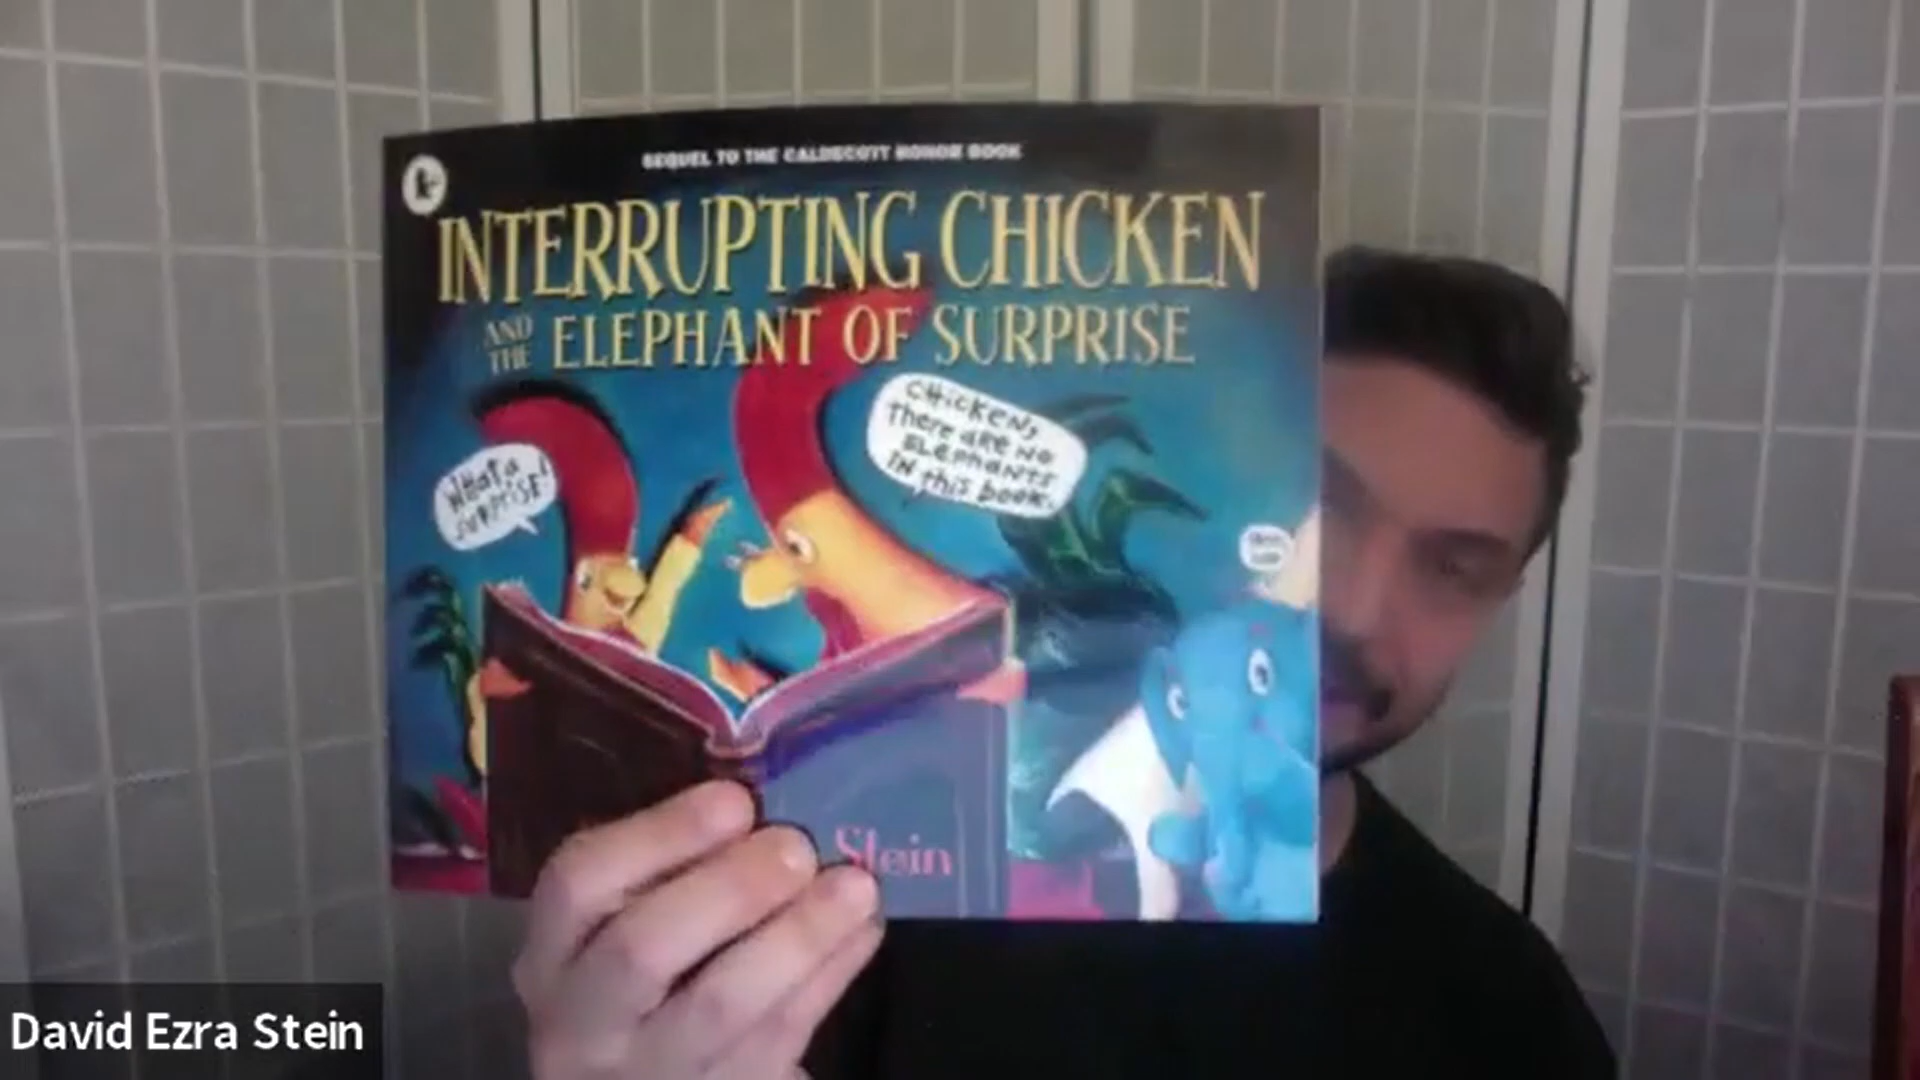 SEQUEL TO THE CALDECOTT HONOR BOOK
INTERRUPTING CHICKEN
AND THE ELEPHANT OF SURPRISE
WHat a
SURPRISE!
CHicKeN,
There are No
ELephaNts
IN this book.
Stein
David Ezra Stein